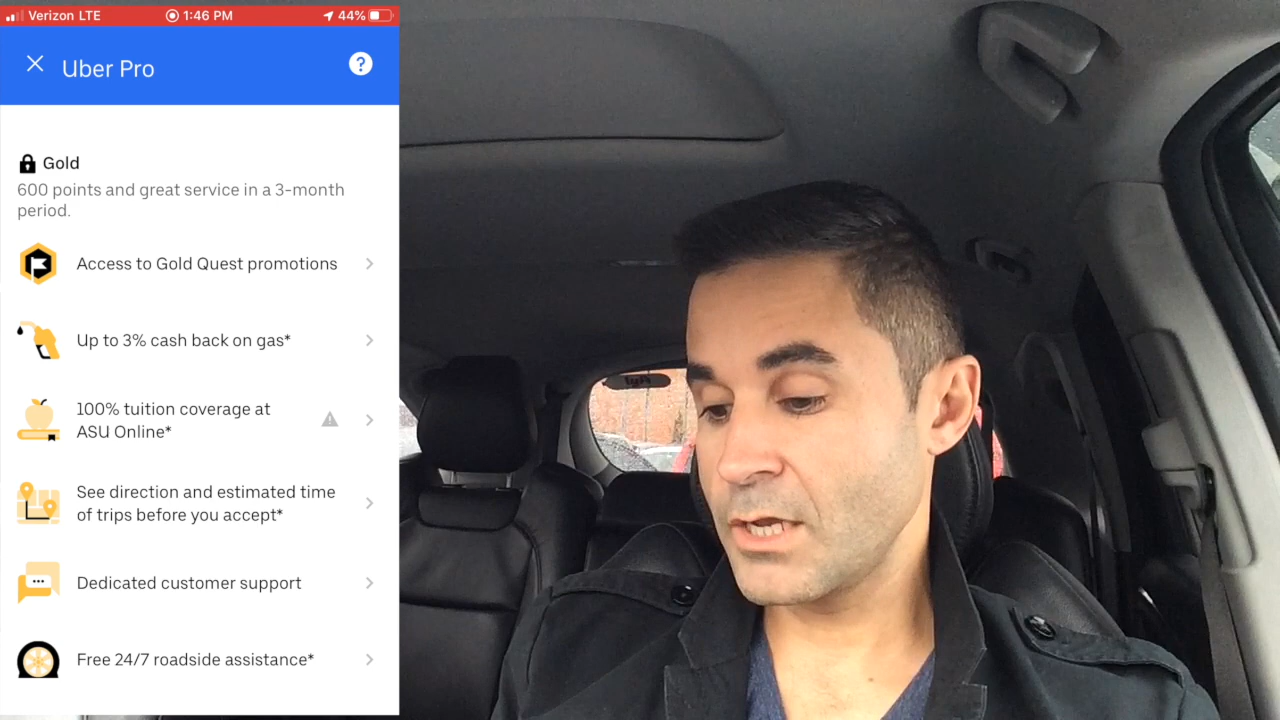 Verizon LTE 1:46 PM 44%
Uber Pro ?
Gold
600 points and great service in a 3-month
period.
Access to Gold Quest promotions
Up to 3% cash back on gas*
100% tuition coverage at
ASU Online*
See direction and estimated time
of trips before you accept*
Dedicated customer support
Free 24/7 roadside assistance*